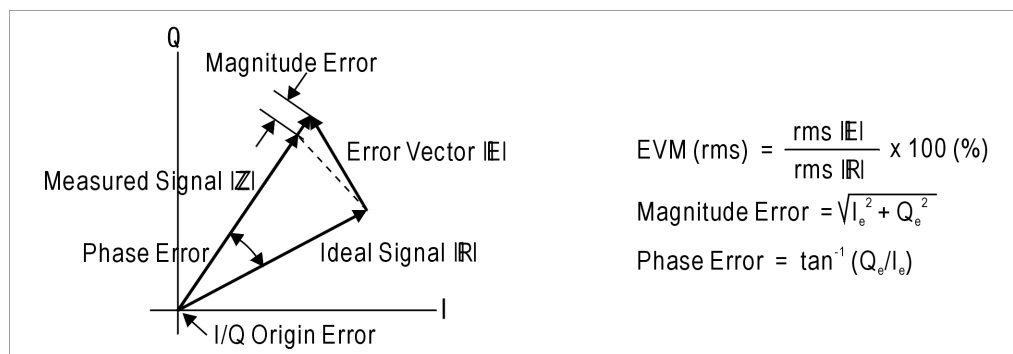 Q
Magnitude Error
Error Vector |E|
Measured Signal |Z|
Phase Error
Ideal Signal |R|
I
I/Q Origin Error
EVM (rms) = rms |E| / rms |R| x 100 (%)
Magnitude Error = √Iₑ² + Qₑ²
Phase Error = tan⁻¹ (Qₑ/Iₑ)